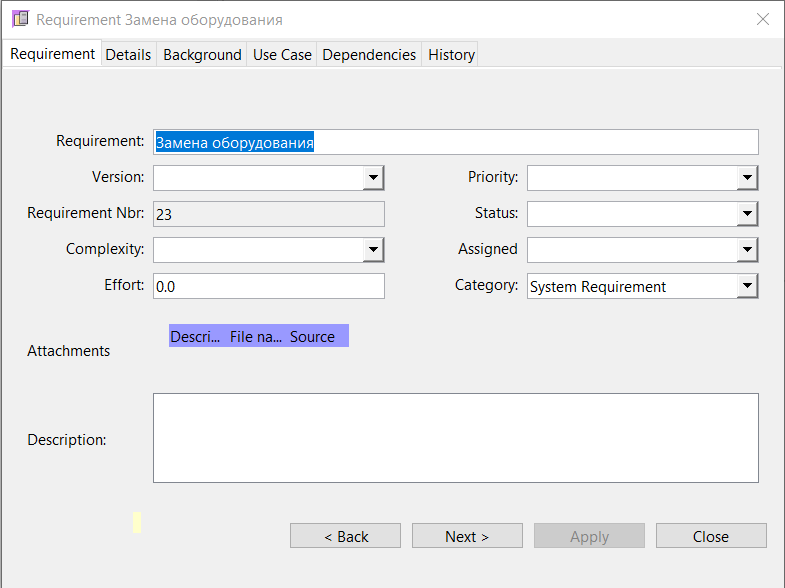 Requirement Замена оборудования
Requirement Details Background Use Case Dependencies History
Requirement: Замена оборудования
Version: Priority:
Requirement Nbr: 23 Status:
Complexity: Assigned
Effort: 0.0 Category: System Requirement
Descri... File na... Source
Attachments
Description:
< Back Next > Apply Close